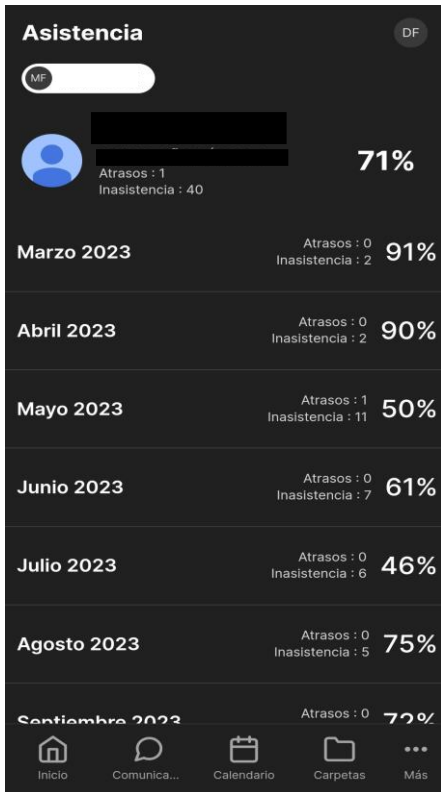 Asistencia
DF
MF
71%
Atrasos : 1
Inasistencia : 40
Marzo 2023
Atrasos : 0
Inasistencia : 2
91%
Abril 2023
Atrasos : 0
Inasistencia : 2
90%
Mayo 2023
Atrasos : 1
Inasistencia : 11
50%
Junio 2023
Atrasos : 0
Inasistencia : 7
61%
Julio 2023
Atrasos : 0
Inasistencia : 6
46%
Agosto 2023
Atrasos : 0
Inasistencia : 5
75%
Septiembre 2023
Atrasos : 0
72%
Inicio
Comunica...
Calendario
Carpetas
Más